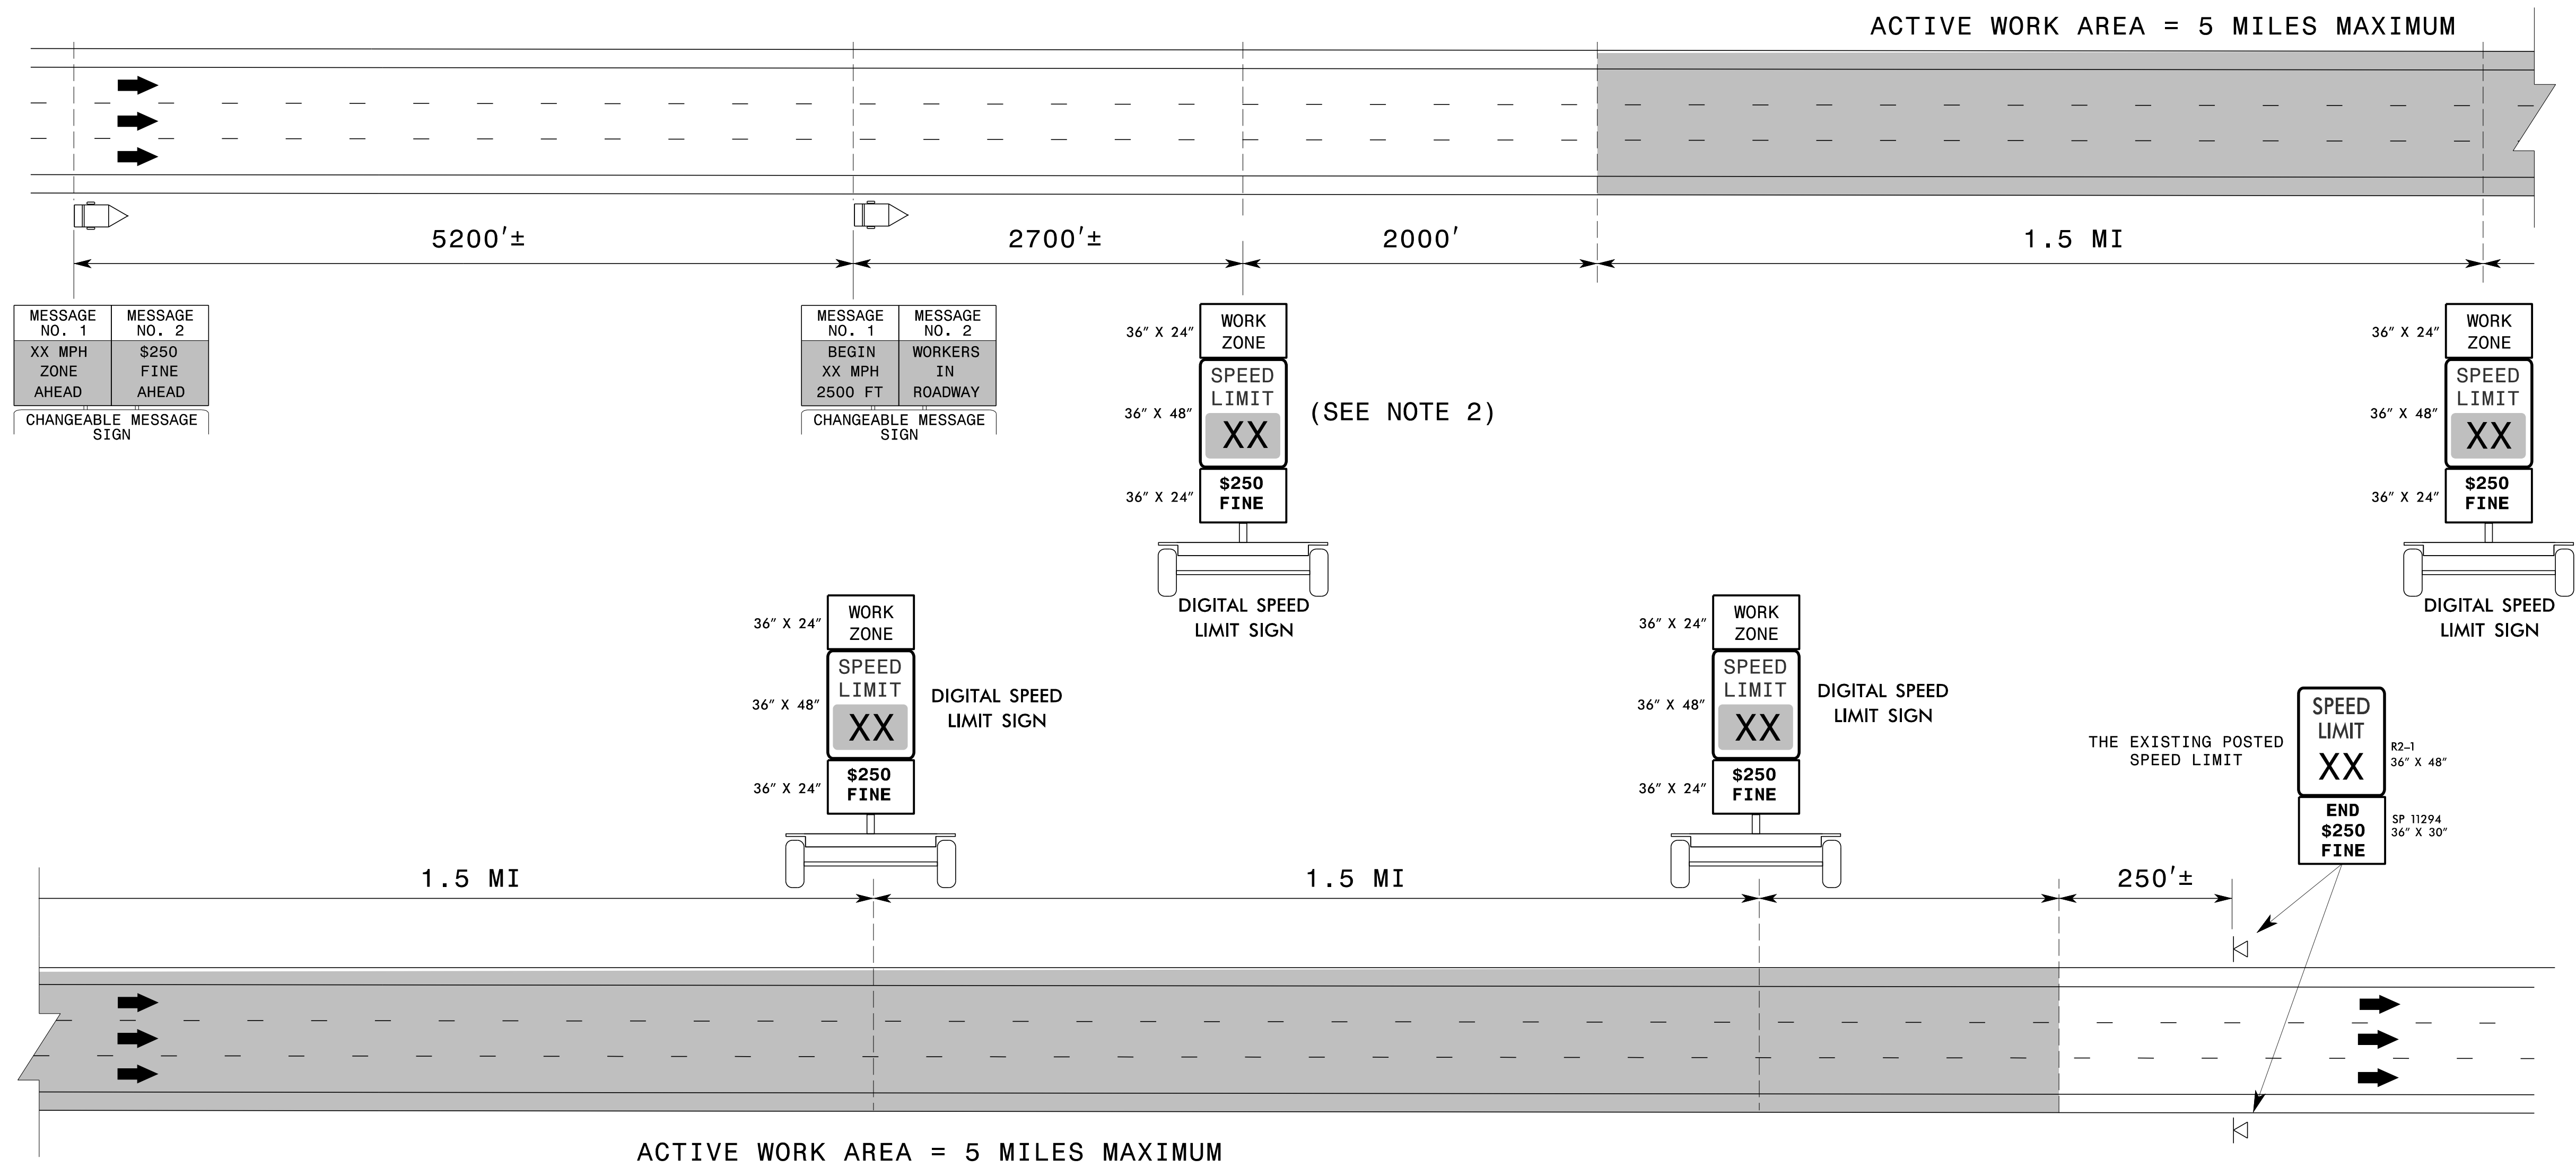 ACTIVE WORK AREA = 5 MILES MAXIMUM
5200'±
2700'±
2000'
1.5 MI
MESSAGE NO. 1
MESSAGE NO. 2
XX MPH
ZONE
AHEAD
$250
FINE
AHEAD
CHANGEABLE MESSAGE
SIGN
MESSAGE NO. 1
MESSAGE NO. 2
BEGIN
XX MPH
2500 FT
WORKERS
IN
ROADWAY
CHANGEABLE MESSAGE
SIGN
36" X 24"
WORK
ZONE
36" X 48"
SPEED
LIMIT
XX
(SEE NOTE 2)
36" X 24"
$250
FINE
DIGITAL SPEED
LIMIT SIGN
36" X 24"
WORK
ZONE
36" X 48"
SPEED
LIMIT
XX
36" X 24"
$250
FINE
DIGITAL SPEED
LIMIT SIGN
36" X 24"
WORK
ZONE
36" X 48"
SPEED
LIMIT
XX
DIGITAL SPEED
LIMIT SIGN
36" X 24"
$250
FINE
36" X 24"
WORK
ZONE
36" X 48"
SPEED
LIMIT
XX
DIGITAL SPEED
LIMIT SIGN
36" X 24"
$250
FINE
THE EXISTING POSTED
SPEED LIMIT
SPEED
LIMIT
XX
R2-1
36" X 48"
END
$250
FINE
SP 11294
36" X 30"
1.5 MI
1.5 MI
250'±
ACTIVE WORK AREA = 5 MILES MAXIMUM